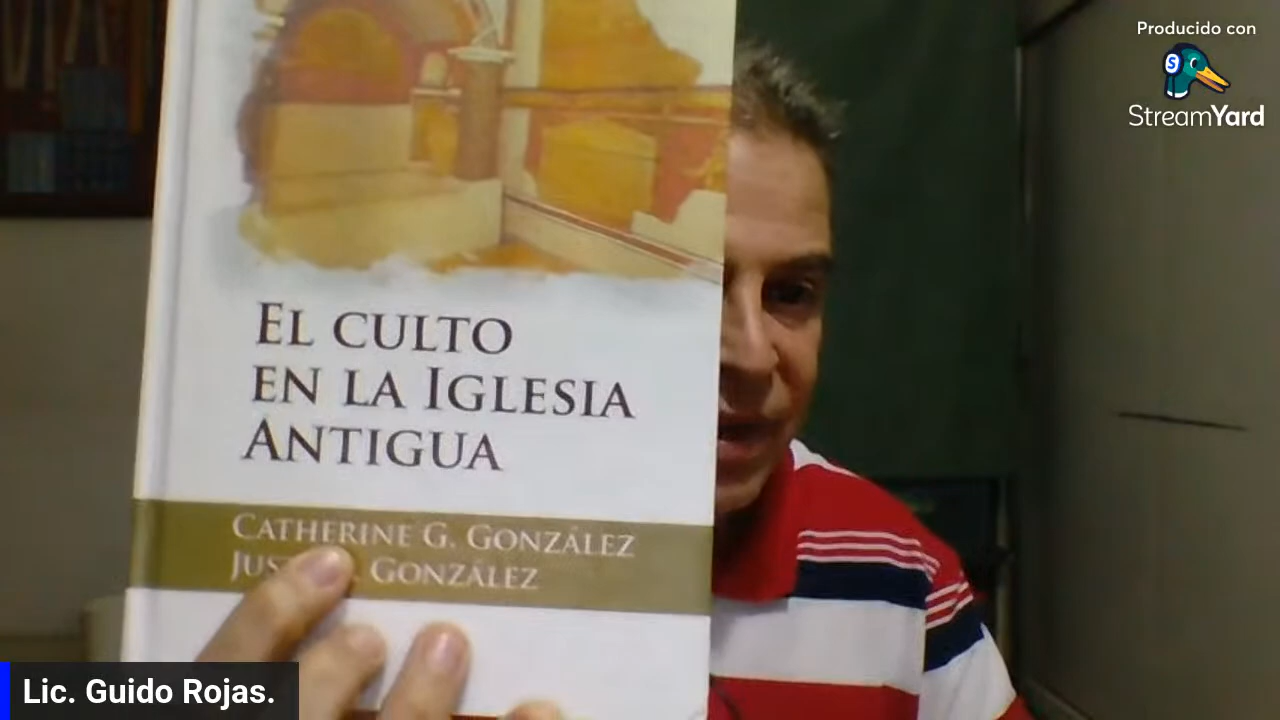 Producido con
StreamYard
EL CULTO
EN LA IGLESIA
ANTIGUA
CATHERINE G. GONZÁLEZ
GONZÁLEZ
Lic. Guido Rojas.